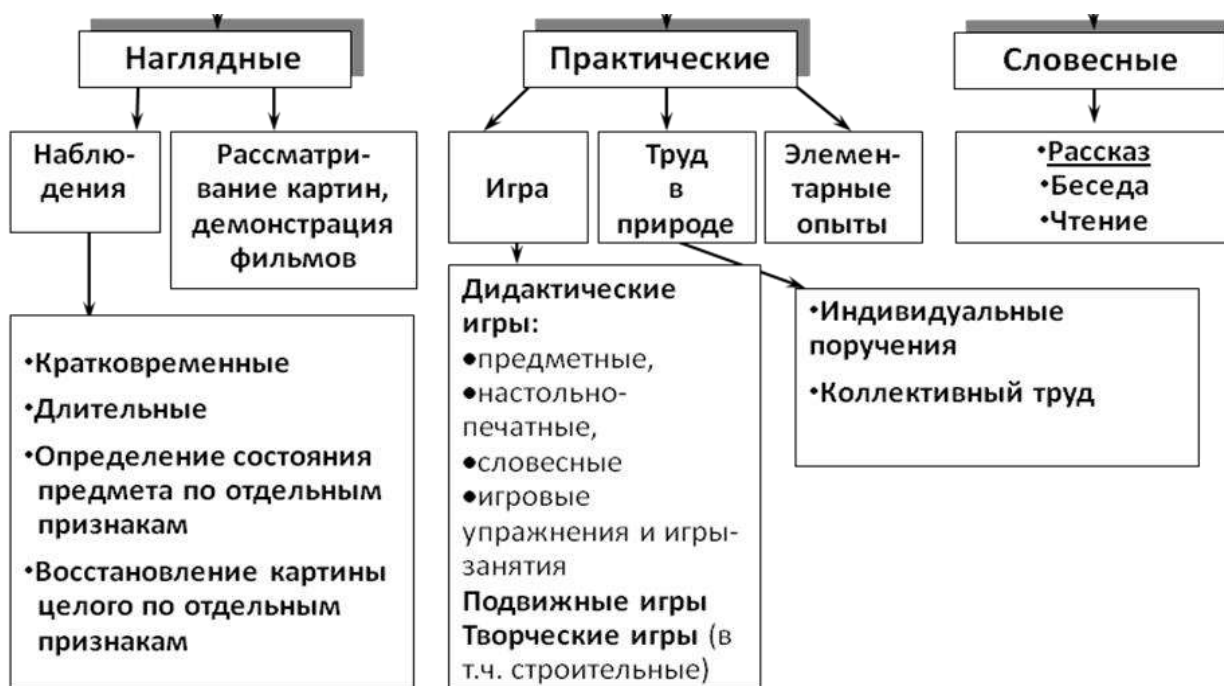 Наглядные
Практические
Словесные
Наблю-
дения
Рассматри-
вание картин,
демонстрация
фильмов
Игра
Труд
в
природе
Элемен-
тарные
опыты
•Рассказ
•Беседа
•Чтение
•Кратковременные
•Длительные
•Определение состояния
предмета по отдельным
признакам
•Восстановление картины
целого по отдельным
признакам
Дидактические
игры:
●предметные,
●настольно-
печатные,
●словесные
●игровые
упражнения и игры-
занятия
Подвижные игры
Творческие игры (в
т.ч. строительные)
•Индивидуальные
поручения
•Коллективный труд